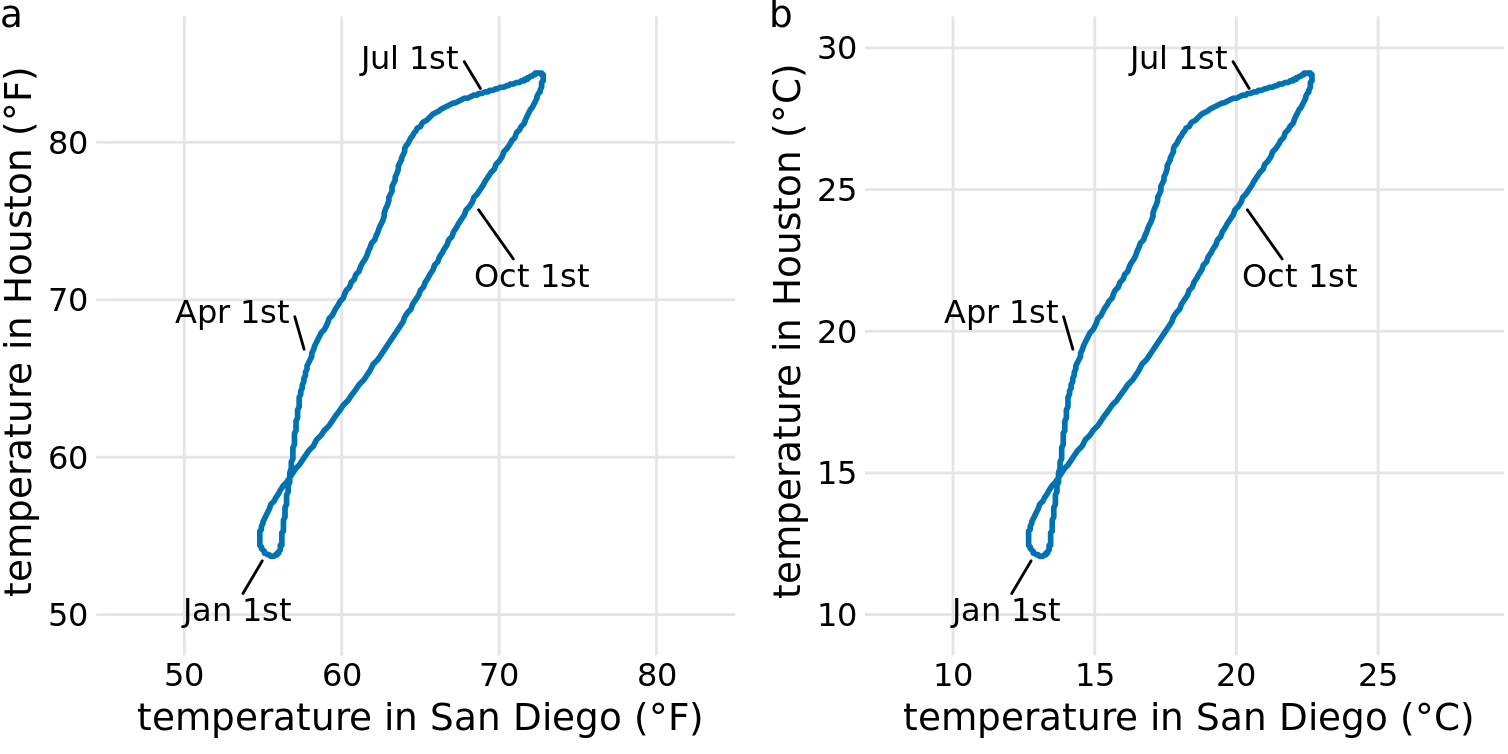 a
temperature in Houston (°F)
80
70
60
50
Jul 1st
Oct 1st
Apr 1st
Jan 1st
50 60 70 80
temperature in San Diego (°F)
b
temperature in Houston (°C)
30
25
20
15
10
Jul 1st
Oct 1st
Apr 1st
Jan 1st
10 15 20 25
temperature in San Diego (°C)